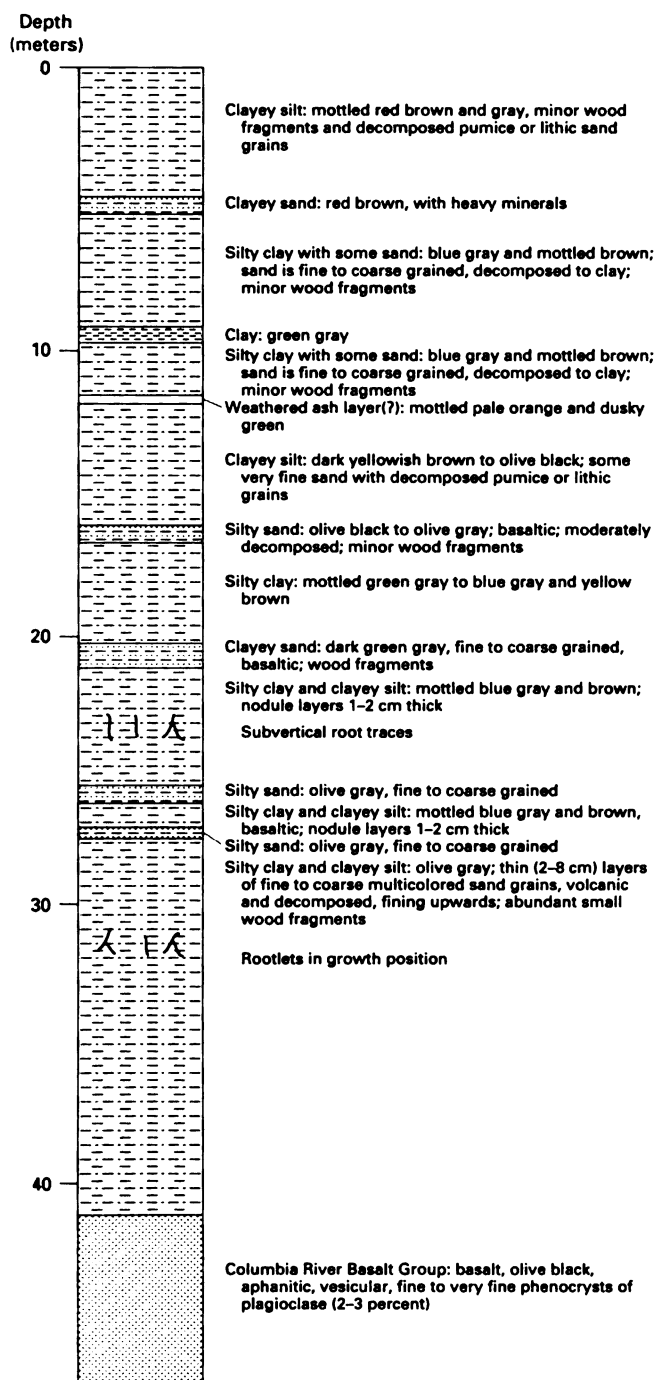 Depth
(meters)
0
Clayey silt: mottled red brown and gray, minor wood
fragments and decomposed pumice or lithic sand
grains
Clayey sand: red brown, with heavy minerals
Silty clay with some sand: blue gray and mottled brown;
sand is fine to coarse grained, decomposed to clay;
minor wood fragments
Clay: green gray
10
Silty clay with some sand: blue gray and mottled brown;
sand is fine to coarse grained, decomposed to clay;
minor wood fragments
Weathered ash layer(?): mottled pale orange and dusky
green
Clayey silt: dark yellowish brown to olive black; some
very fine sand with decomposed pumice or lithic
grains
Silty sand: olive black to olive gray; basaltic; moderately
decomposed; minor wood fragments
Silty clay: mottled green gray to blue gray and yellow
brown
20
Clayey sand: dark green gray, fine to coarse grained,
basaltic; wood fragments
Silty clay and clayey silt: mottled blue gray and brown;
nodule layers 1–2 cm thick
Subvertical root traces
Silty sand: olive gray, fine to coarse grained
Silty clay and clayey silt: mottled blue gray and brown,
basaltic; nodule layers 1–2 cm thick
Silty sand: olive gray, fine to coarse grained
Silty clay and clayey silt: olive gray; thin (2–8 cm) layers
of fine to coarse multicolored sand grains, volcanic
and decomposed, fining upwards; abundant small
wood fragments
30
Rootlets in growth position
40
Columbia River Basalt Group: basalt, olive black,
aphanitic, vesicular, fine to very fine phenocrysts of
plagioclase (2–3 percent)